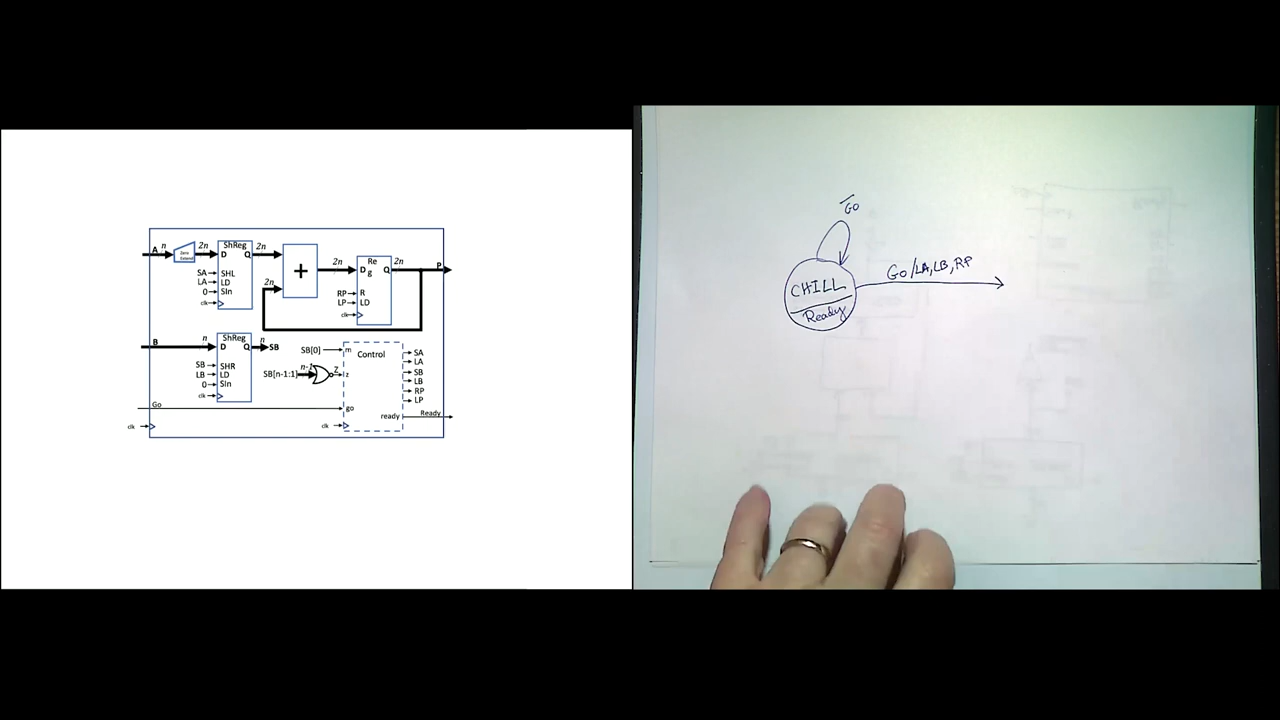 A n
2n
ShReg
2n
Zero Extend
D Q
SA SHL
LA LD
0 SIn
clk
+
2n
2n
Re
g
D Q
2n
P
RP R
LP LD
clk
B n
ShReg
n
D Q
SB
SB SHR
LB LD
0 SIn
clk
SB[0] m
Control
SB[n-1:1] n-1 Z z
SA
LA
SB
LB
RP
LP
Go go
ready Ready
clk
clk
G̅o̅
CHILL
Ready
Go/LA,LB,RP